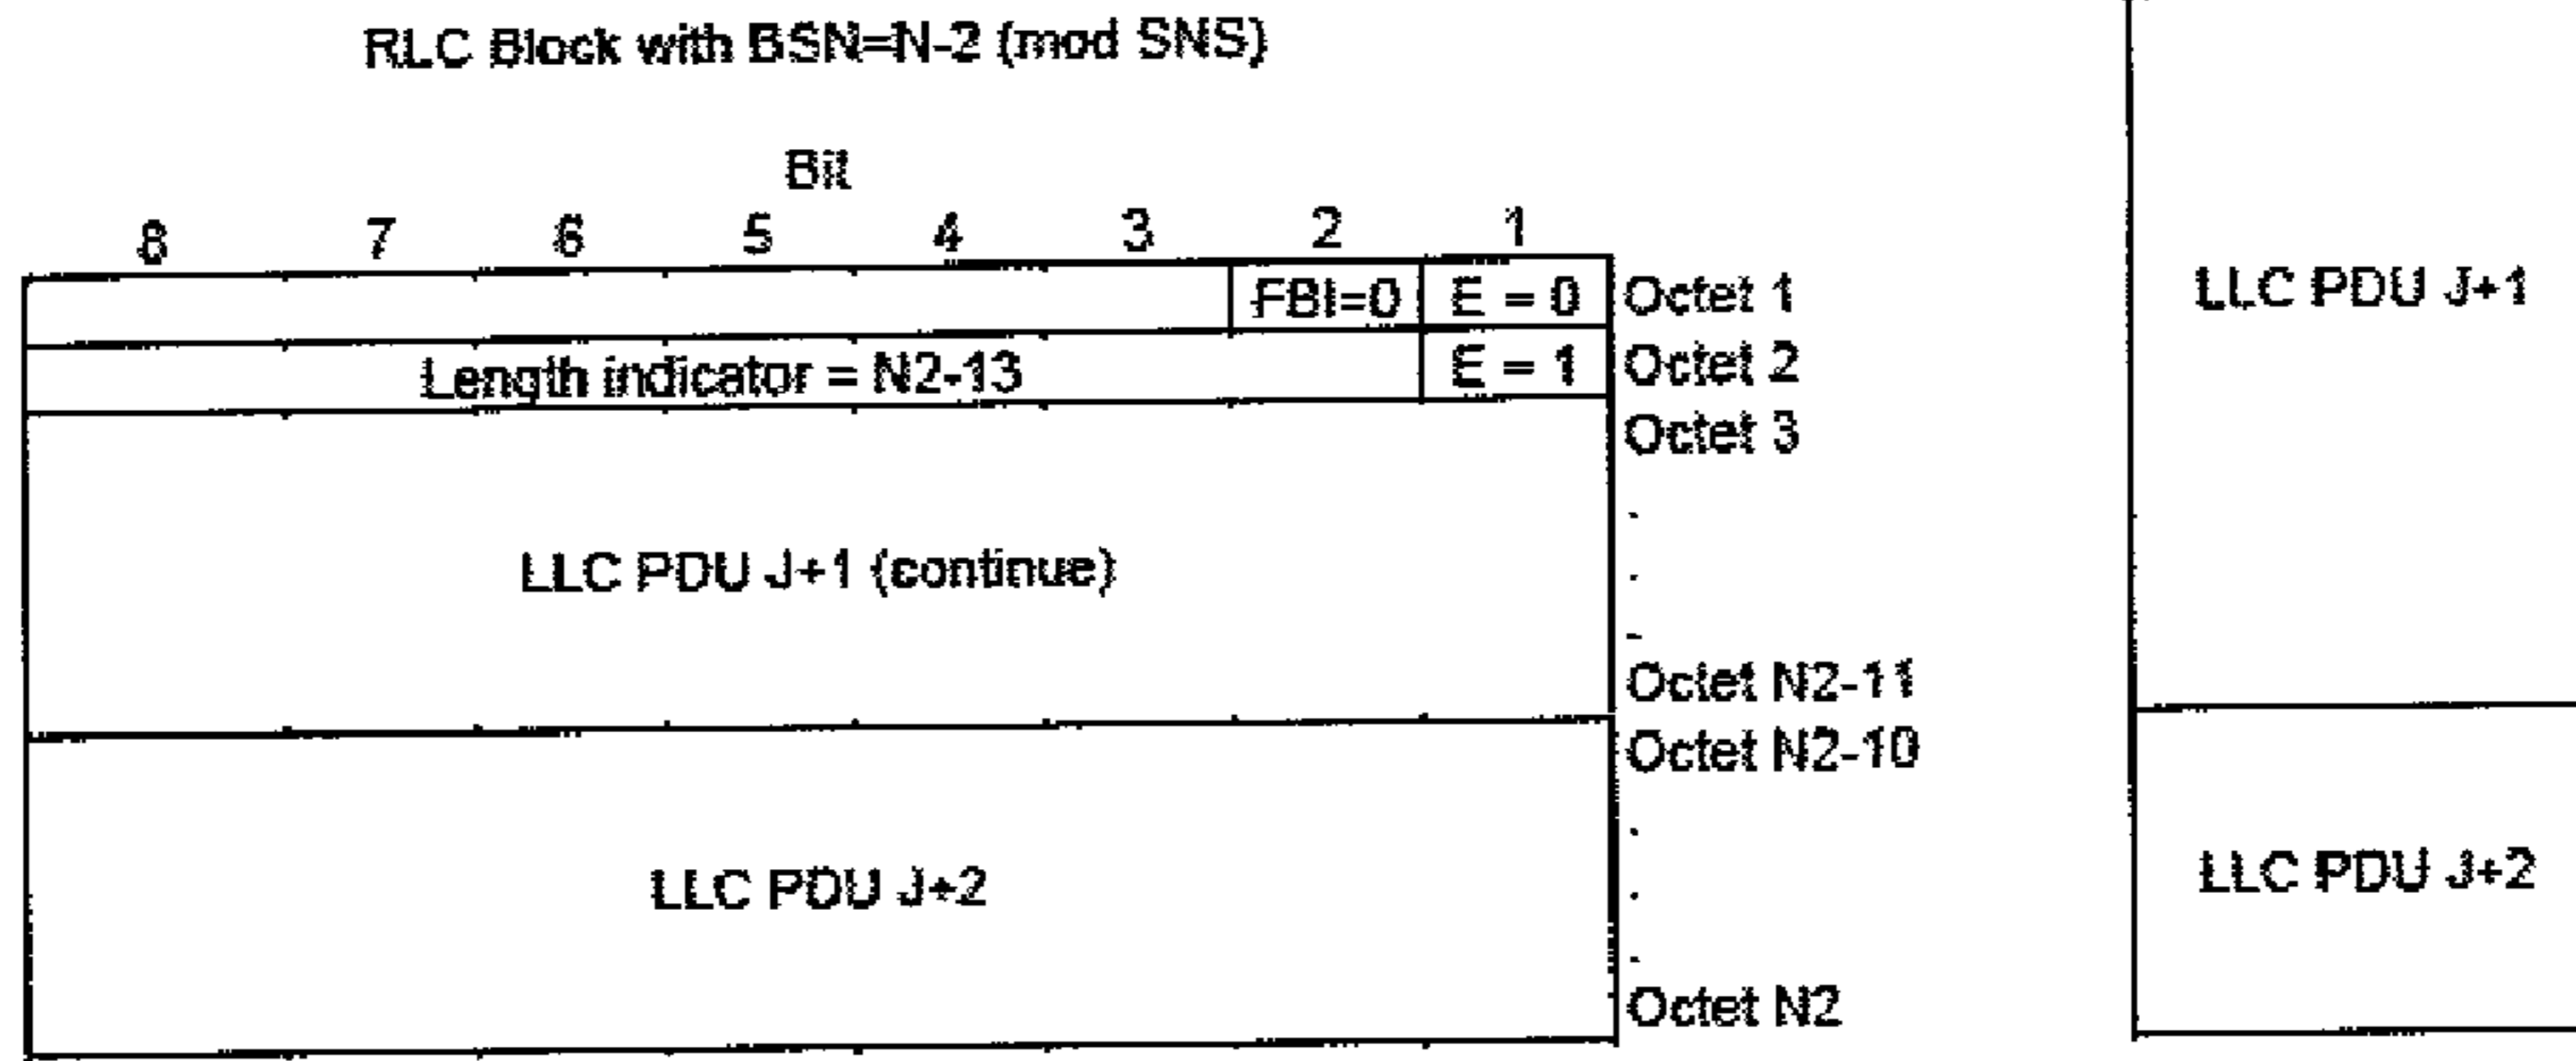 RLC Block with BSN=N-2 (mod SNS)
Bit
8 7 6 5 4 3 2 1
FBI=0 E = 0 Octet 1
Length indicator = N2-13 E = 1 Octet 2
Octet 3
LLC PDU J+1 (continue)
Octet N2-11
Octet N2-10
LLC PDU J+2
Octet N2
LLC PDU J+1
LLC PDU J+2